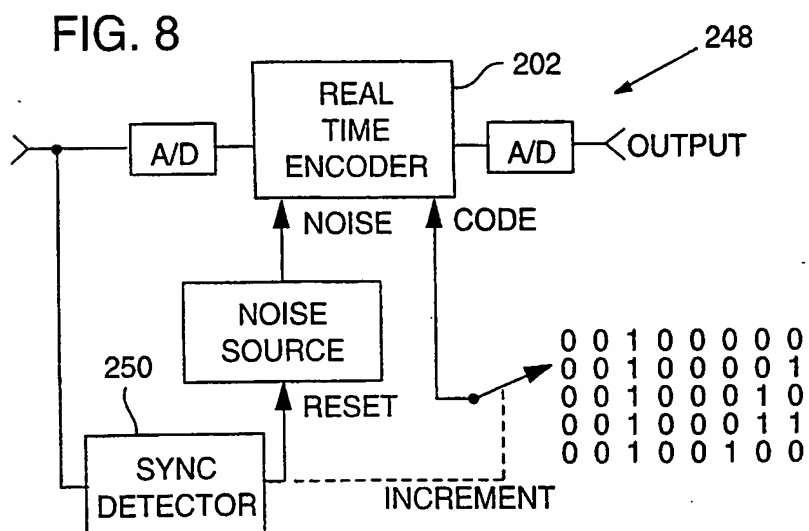 FIG. 8
248
202
REAL
TIME
ENCODER
A/D
A/D
OUTPUT
NOISE
CODE
NOISE
SOURCE
250
RESET
SYNC
DETECTOR
INCREMENT
0 0 1 0 0 0 0 0
0 0 1 0 0 0 0 1
0 0 1 0 0 0 1 0
0 0 1 0 0 0 1 1
0 0 1 0 0 1 0 0